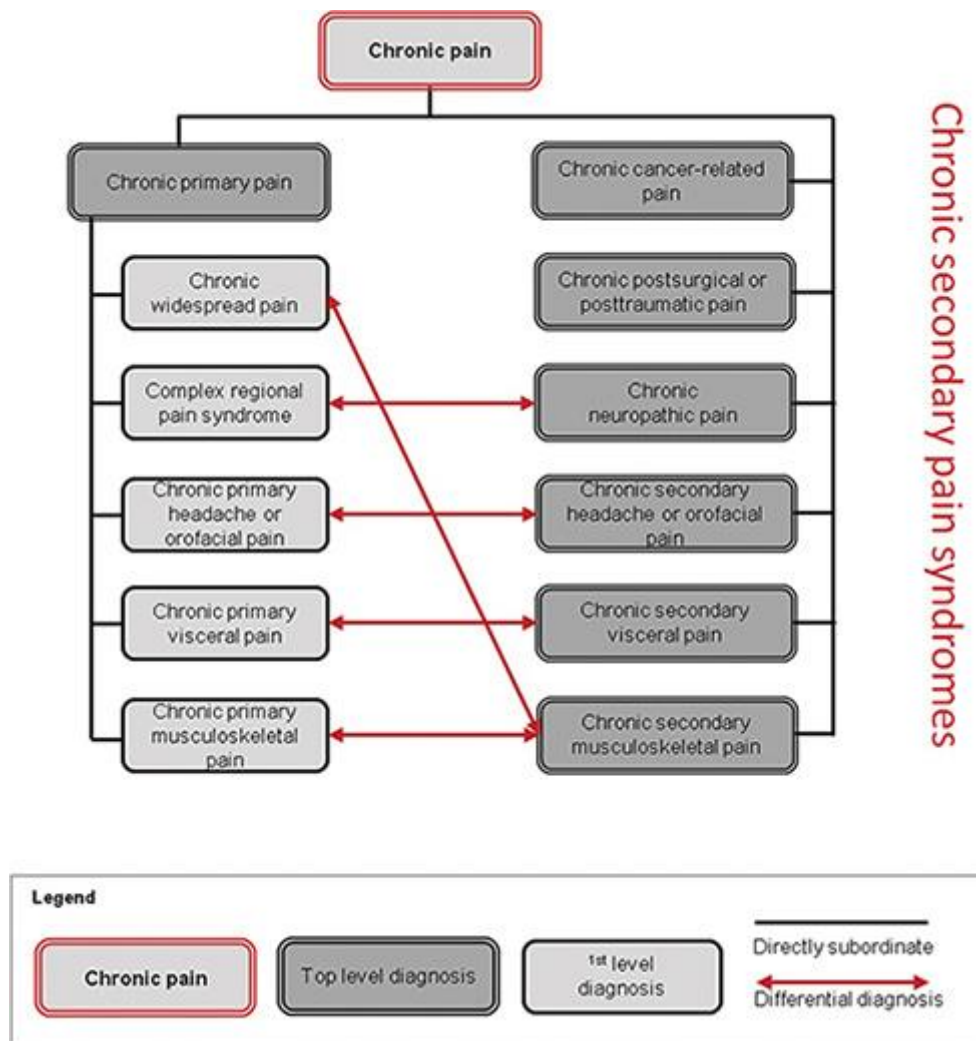 Chronic pain
Chronic primary pain
Chronic
widespread pain
Complex regional
pain syndrome
Chronic primary
headache or
orofacial pain
Chronic primary
visceral pain
Chronic primary
musculoskeletal
pain
Chronic cancer-related
pain
Chronic postsurgical or
posttraumatic pain
Chronic
neuropathic pain
Chronic secondary
headache or orofacial
pain
Chronic secondary
visceral pain
Chronic secondary
musculoskeletal pain
Chronic secondary pain syndromes
Legend
Chronic pain
Top level diagnosis
1st level
diagnosis
Directly subordinate
Differential diagnosis